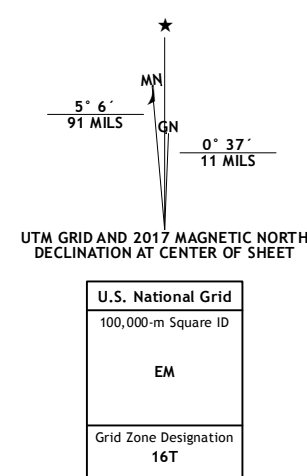 ★
MN
5° 6´
91 MILS
GN
0° 37´
11 MILS
UTM GRID AND 2017 MAGNETIC NORTH
DECLINATION AT CENTER OF SHEET
U.S. National Grid
100,000-m Square ID
EM
Grid Zone Designation
16T